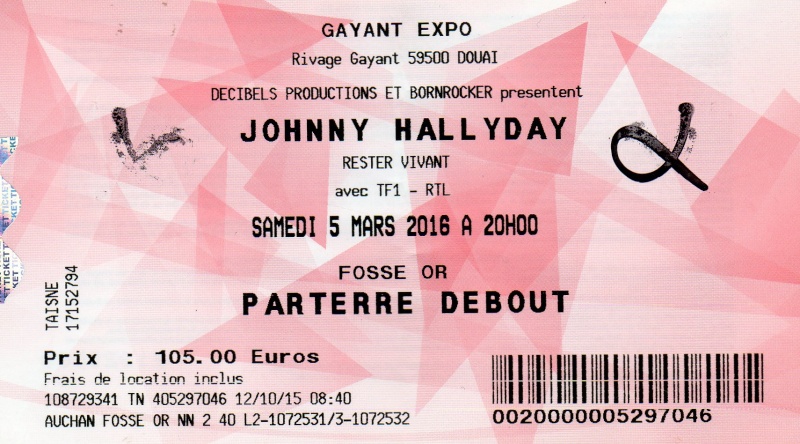 GAYANT EXPO
Rivage Gayant 59500 DOUAI
DECIBELS PRODUCTIONS ET BORNROCKER presentent
JOHNNY HALLYDAY
RESTER VIVANT
avec TF1 - RTL
SAMEDI 5 MARS 2016 A 20H00
FOSSE OR
PARTERRE DEBOUT
TAISNE
17152794
Prix : 105.00 Euros
Frais de location inclus
108729341 TN 405297046 12/10/15 08:40
AUCHAN FOSSE OR NN 2 40 L2-1072531/3-1072532
0020000005297046